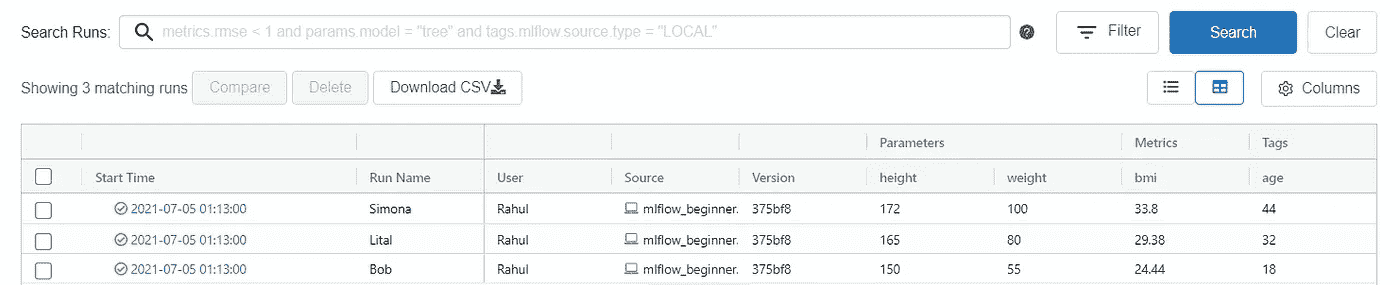 Search Runs: metrics.rmse < 1 and params.model = "tree" and tags.mlflow.source.type = "LOCAL" Filter Search Clear
Showing 3 matching runs Compare Delete Download CSV Columns
Parameters Metrics Tags
Start Time Run Name User Source Version height weight bmi age
2021-07-05 01:13:00 Simona Rahul mlflow_beginner. 375bf8 172 100 33.8 44
2021-07-05 01:13:00 Lital Rahul mlflow_beginner. 375bf8 165 80 29.38 32
2021-07-05 01:13:00 Bob Rahul mlflow_beginner. 375bf8 150 55 24.44 18